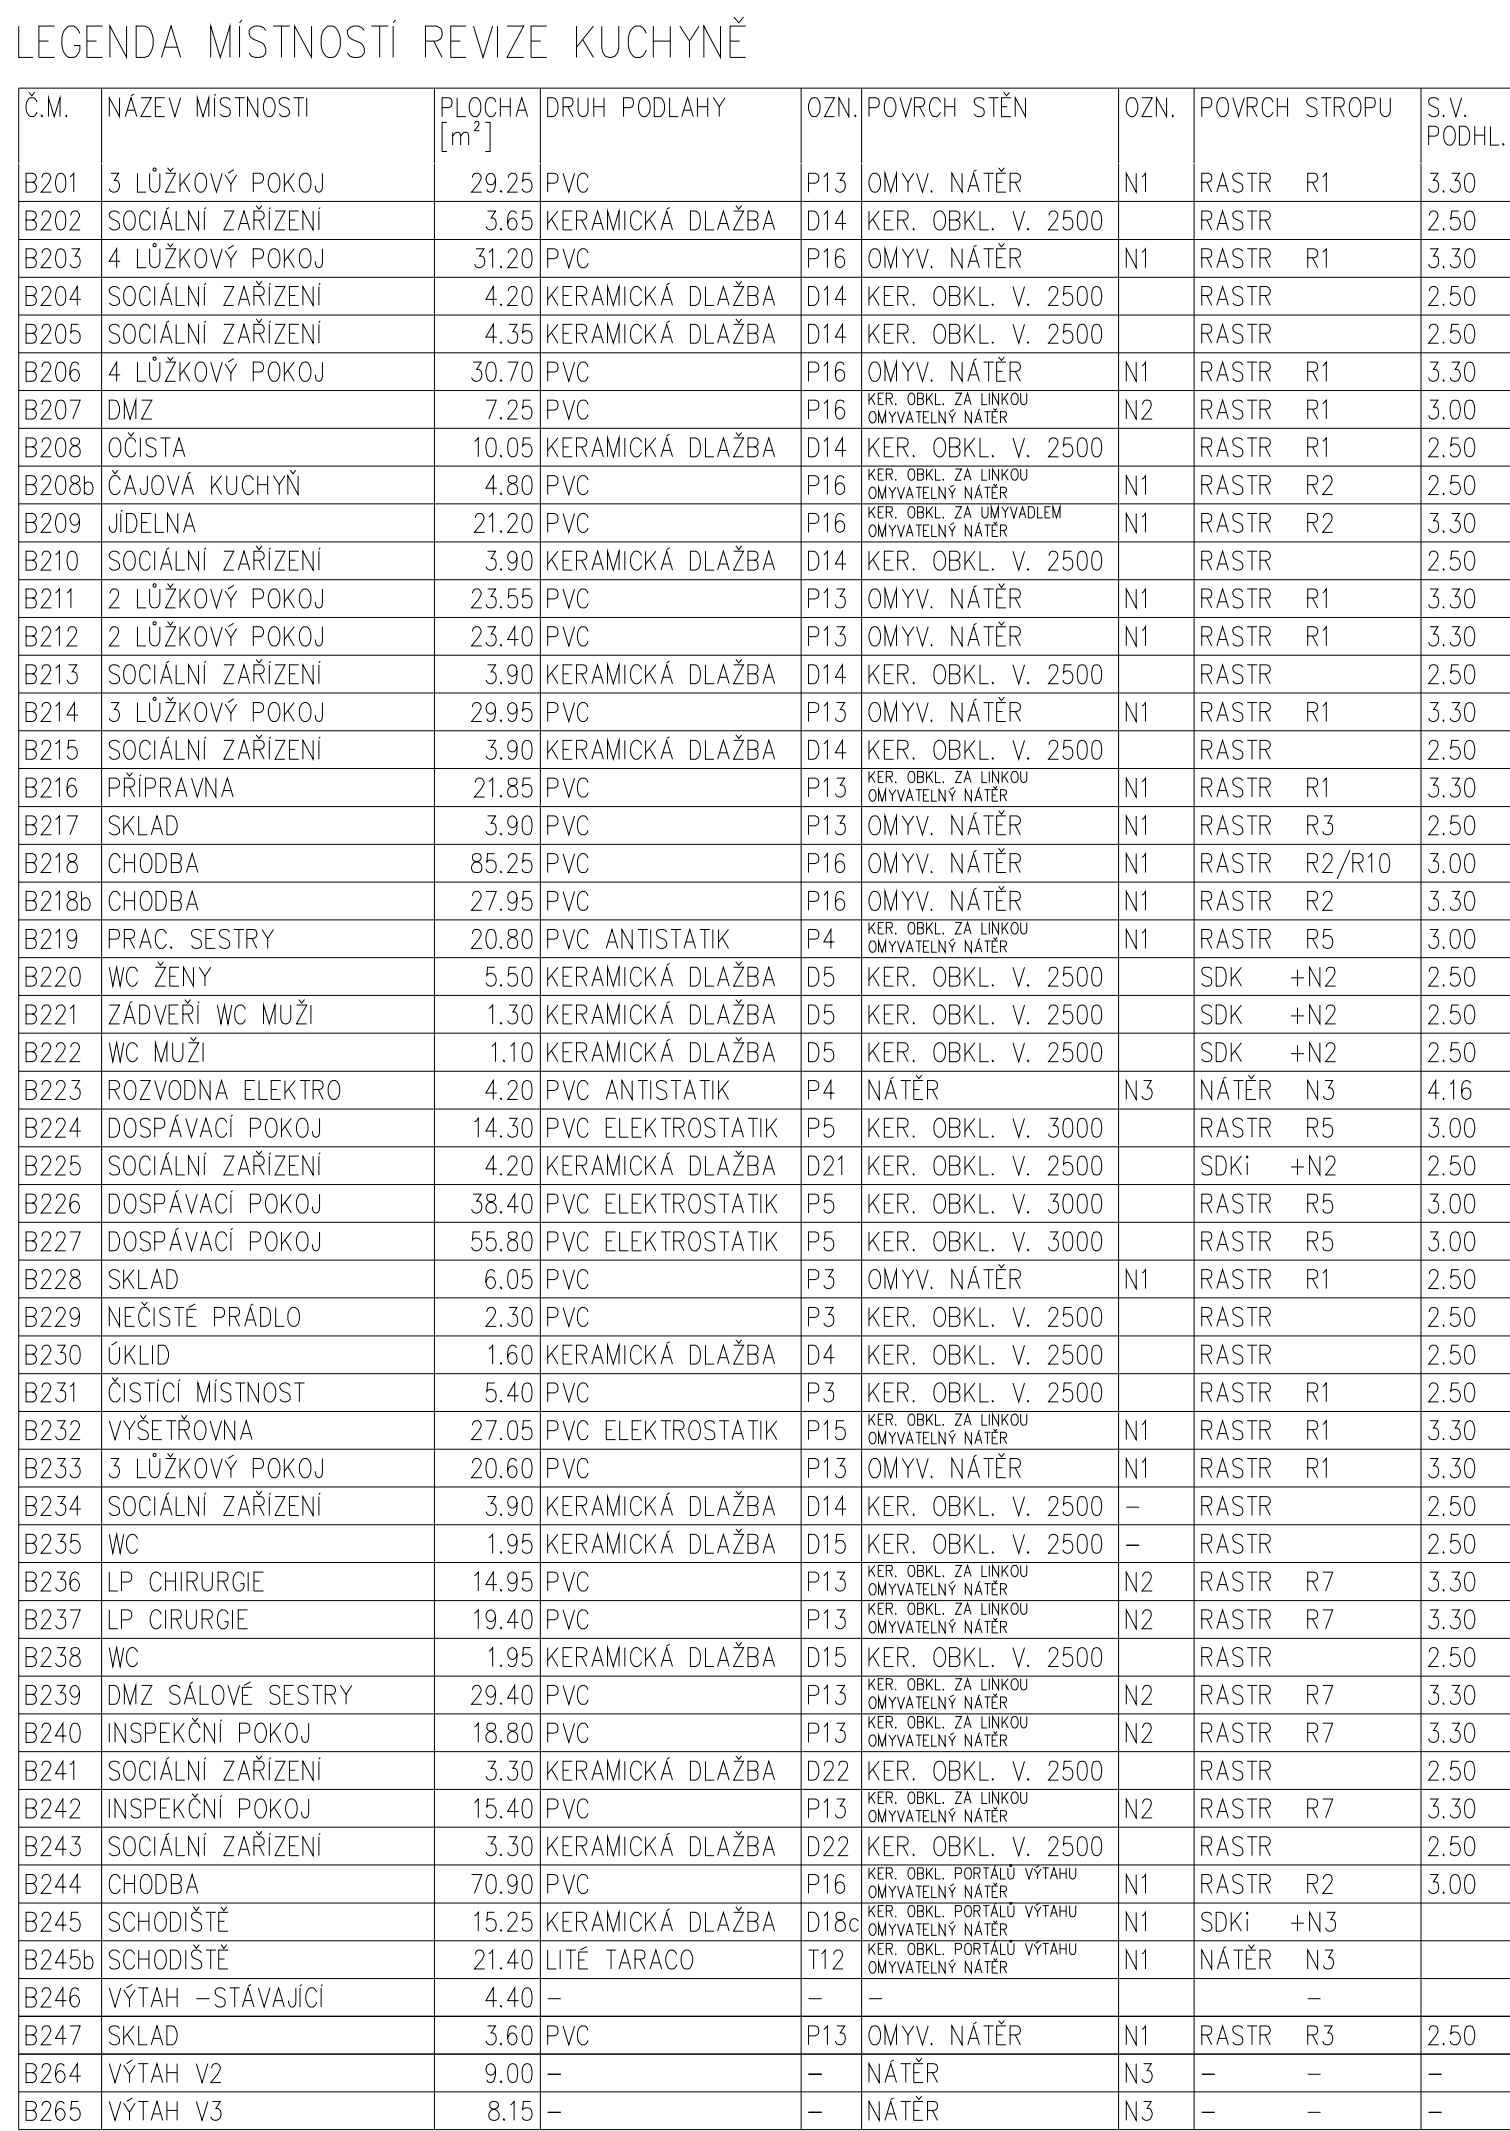 LEGENDA MÍSTNOSTÍ REVIZE KUCHYNĚ
Č.M. NÁZEV MÍSTNOSTI PLOCHA [m²] DRUH PODLAHY OZN. POVRCH STĚN OZN. POVRCH STROPU S.V. PODHL.
B201 3 LŮŽKOVÝ POKOJ 29.25 PVC P13 OMYV. NÁTĚR N1 RASTR R1 3.30
B202 SOCIÁLNÍ ZAŘÍZENÍ 3.65 KERAMICKÁ DLAŽBA D14 KER. OBKL. V. 2500 RASTR 2.50
B203 4 LŮŽKOVÝ POKOJ 31.20 PVC P16 OMYV. NÁTĚR N1 RASTR R1 3.30
B204 SOCIÁLNÍ ZAŘÍZENÍ 4.20 KERAMICKÁ DLAŽBA D14 KER. OBKL. V. 2500 RASTR 2.50
B205 SOCIÁLNÍ ZAŘÍZENÍ 4.35 KERAMICKÁ DLAŽBA D14 KER. OBKL. V. 2500 RASTR 2.50
B206 4 LŮŽKOVÝ POKOJ 30.70 PVC P16 OMYV. NÁTĚR N1 RASTR R1 3.30
B207 DMZ 7.25 PVC P16 KER. OBKL. ZA LINKOU OMYVATELNÝ NÁTĚR N2 RASTR R1 3.00
B208 OČISTA 10.05 KERAMICKÁ DLAŽBA D14 KER. OBKL. V. 2500 RASTR R1 2.50
B208b ČAJOVÁ KUCHYŇ 4.80 PVC P16 KER. OBKL. ZA LINKOU OMYVATELNÝ NÁTĚR N1 RASTR R2 2.50
B209 JÍDELNA 21.20 PVC P16 KER. OBKL. ZA UMYVADLEM OMYVATELNÝ NÁTĚR N1 RASTR R2 3.30
B210 SOCIÁLNÍ ZAŘÍZENÍ 3.90 KERAMICKÁ DLAŽBA D14 KER. OBKL. V. 2500 RASTR 2.50
B211 2 LŮŽKOVÝ POKOJ 23.55 PVC P13 OMYV. NÁTĚR N1 RASTR R1 3.30
B212 2 LŮŽKOVÝ POKOJ 23.40 PVC P13 OMYV. NÁTĚR N1 RASTR R1 3.30
B213 SOCIÁLNÍ ZAŘÍZENÍ 3.90 KERAMICKÁ DLAŽBA D14 KER. OBKL. V. 2500 RASTR 2.50
B214 3 LŮŽKOVÝ POKOJ 29.95 PVC P13 OMYV. NÁTĚR N1 RASTR R1 3.30
B215 SOCIÁLNÍ ZAŘÍZENÍ 3.90 KERAMICKÁ DLAŽBA D14 KER. OBKL. V. 2500 RASTR 2.50
B216 PŘÍPRAVNA 21.85 PVC P13 KER. OBKL. ZA LINKOU OMYVATELNÝ NÁTĚR N1 RASTR R1 3.30
B217 SKLAD 3.90 PVC P13 OMYV. NÁTĚR N1 RASTR R3 2.50
B218 CHODBA 85.25 PVC P16 OMYV. NÁTĚR N1 RASTR R2/R10 3.00
B218b CHODBA 27.95 PVC P16 OMYV. NÁTĚR N1 RASTR R2 3.30
B219 PRAC. SESTRY 20.80 PVC ANTISTATIK P4 KER. OBKL. ZA LINKOU OMYVATELNÝ NÁTĚR N1 RASTR R5 3.00
B220 WC ŽENY 5.50 KERAMICKÁ DLAŽBA D5 KER. OBKL. V. 2500 SDK +N2 2.50
B221 ZÁDVEŘÍ WC MUŽI 1.30 KERAMICKÁ DLAŽBA D5 KER. OBKL. V. 2500 SDK +N2 2.50
B222 WC MUŽI 1.10 KERAMICKÁ DLAŽBA D5 KER. OBKL. V. 2500 SDK +N2 2.50
B223 ROZVODNA ELEKTRO 4.20 PVC ANTISTATIK P4 NÁTĚR N3 NÁTĚR N3 4.16
B224 DOSPÁVACÍ POKOJ 14.30 PVC ELEKTROSTATIK P5 KER. OBKL. V. 3000 RASTR R5 3.00
B225 SOCIÁLNÍ ZAŘÍZENÍ 4.20 KERAMICKÁ DLAŽBA D21 KER. OBKL. V. 2500 SDKi +N2 2.50
B226 DOSPÁVACÍ POKOJ 38.40 PVC ELEKTROSTATIK P5 KER. OBKL. V. 3000 RASTR R5 3.00
B227 DOSPÁVACÍ POKOJ 55.80 PVC ELEKTROSTATIK P5 KER. OBKL. V. 3000 RASTR R5 3.00
B228 SKLAD 6.05 PVC P3 OMYV. NÁTĚR N1 RASTR R1 2.50
B229 NEČISTÉ PRÁDLO 2.30 PVC P3 KER. OBKL. V. 2500 RASTR 2.50
B230 ÚKLID 1.60 KERAMICKÁ DLAŽBA D4 KER. OBKL. V. 2500 RASTR 2.50
B231 ČISTÍCÍ MÍSTNOST 5.40 PVC P3 KER. OBKL. V. 2500 RASTR R1 2.50
B232 VYŠETŘOVNA 27.05 PVC ELEKTROSTATIK P15 KER. OBKL. ZA LINKOU OMYVATELNÝ NÁTĚR N1 RASTR R1 3.30
B233 3 LŮŽKOVÝ POKOJ 20.60 PVC P13 OMYV. NÁTĚR N1 RASTR R1 3.30
B234 SOCIÁLNÍ ZAŘÍZENÍ 3.90 KERAMICKÁ DLAŽBA D14 KER. OBKL. V. 2500 – RASTR 2.50
B235 WC 1.95 KERAMICKÁ DLAŽBA D15 KER. OBKL. V. 2500 – RASTR 2.50
B236 LP CHIRURGIE 14.95 PVC P13 KER. OBKL. ZA LINKOU OMYVATELNÝ NÁTĚR N2 RASTR R7 3.30
B237 LP CIRURGIE 19.40 PVC P13 KER. OBKL. ZA LINKOU OMYVATELNÝ NÁTĚR N2 RASTR R7 3.30
B238 WC 1.95 KERAMICKÁ DLAŽBA D15 KER. OBKL. V. 2500 RASTR 2.50
B239 DMZ SÁLOVÉ SESTRY 29.40 PVC P13 KER. OBKL. ZA LINKOU OMYVATELNÝ NÁTĚR N2 RASTR R7 3.30
B240 INSPEKČNÍ POKOJ 18.80 PVC P13 KER. OBKL. ZA LINKOU OMYVATELNÝ NÁTĚR N2 RASTR R7 3.30
B241 SOCIÁLNÍ ZAŘÍZENÍ 3.30 KERAMICKÁ DLAŽBA D22 KER. OBKL. V. 2500 RASTR 2.50
B242 INSPEKČNÍ POKOJ 15.40 PVC P13 KER. OBKL. ZA LINKOU OMYVATELNÝ NÁTĚR N2 RASTR R7 3.30
B243 SOCIÁLNÍ ZAŘÍZENÍ 3.30 KERAMICKÁ DLAŽBA D22 KER. OBKL. V. 2500 RASTR 2.50
B244 CHODBA 70.90 PVC P16 KER. OBKL. PORTÁLŮ VÝTAHU OMYVATELNÝ NÁTĚR N1 RASTR R2 3.00
B245 SCHODIŠTĚ 15.25 KERAMICKÁ DLAŽBA D18c KER. OBKL. PORTÁLŮ VÝTAHU OMYVATELNÝ NÁTĚR N1 SDKi +N3
B245b SCHODIŠTĚ 21.40 LITÉ TARACO T12 KER. OBKL. PORTÁLŮ VÝTAHU OMYVATELNÝ NÁTĚR N1 NÁTĚR N3
B246 VÝTAH –STÁVAJÍCÍ 4.40 – – – –
B247 SKLAD 3.60 PVC P13 OMYV. NÁTĚR N1 RASTR R3 2.50
B264 VÝTAH V2 9.00 – – NÁTĚR N3 – – –
B265 VÝTAH V3 8.15 – – NÁTĚR N3 – – –